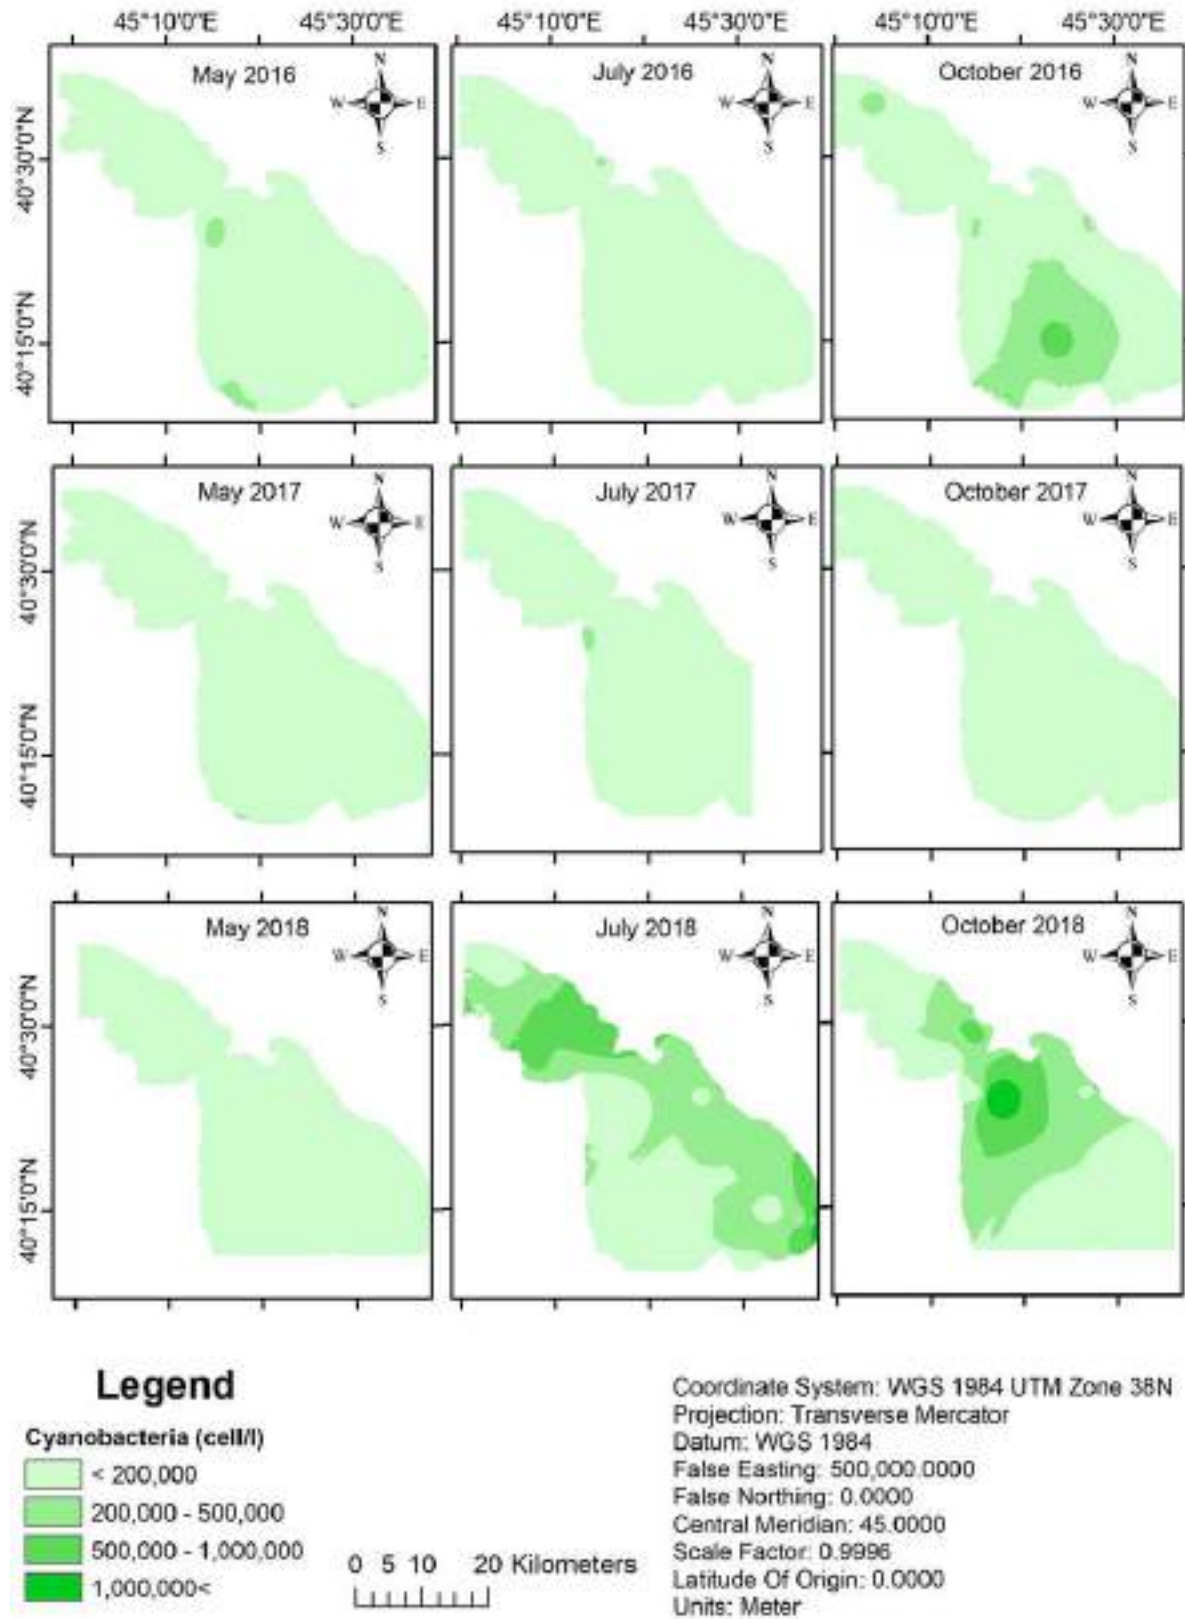 45°10'0"E 45°30'0"E 45°10'0"E 45°30'0"E 45°10'0"E 45°30'0"E
May 2016
N
W E
S
July 2016
N
W E
S
October 2016
N
W E
S
40°30'0"N
40°15'0"N
May 2017
N
W E
S
July 2017
N
W E
S
October 2017
N
W E
S
40°30'0"N
40°15'0"N
May 2018
N
W E
S
July 2018
N
W E
S
October 2018
N
W E
S
40°30'0"N
40°15'0"N
Legend
Cyanobacteria (cell/l)
< 200,000
200,000 - 500,000
500,000 - 1,000,000
1,000,000<
0 5 10 20 Kilometers
Coordinate System: WGS 1984 UTM Zone 38N
Projection: Transverse Mercator
Datum: WGS 1984
False Easting: 500,000.0000
False Northing: 0.0000
Central Meridian: 45.0000
Scale Factor: 0.9996
Latitude Of Origin: 0.0000
Units: Meter